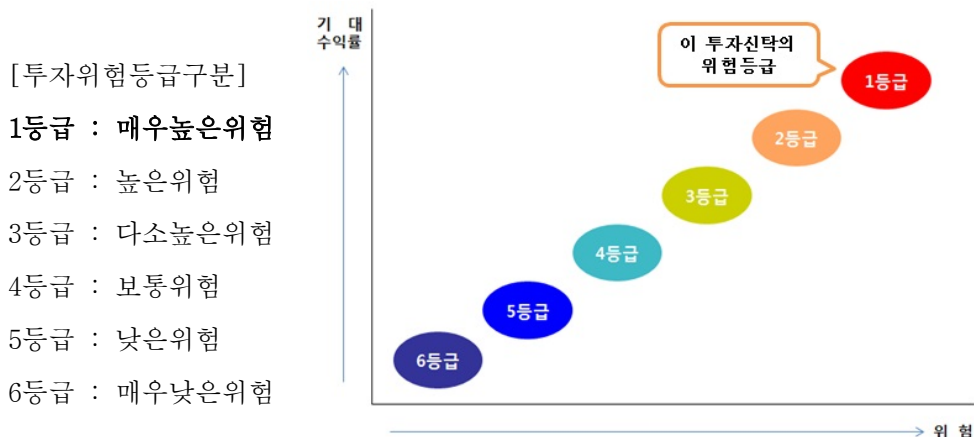 [투자위험등급구분]
1등급 : 매우높은위험
2등급 : 높은위험
3등급 : 다소높은위험
4등급 : 보통위험
5등급 : 낮은위험
6등급 : 매우낮은위험
기 대
수익률
이 투자신탁의
위험등급
1등급
2등급
3등급
4등급
5등급
6등급
위 험